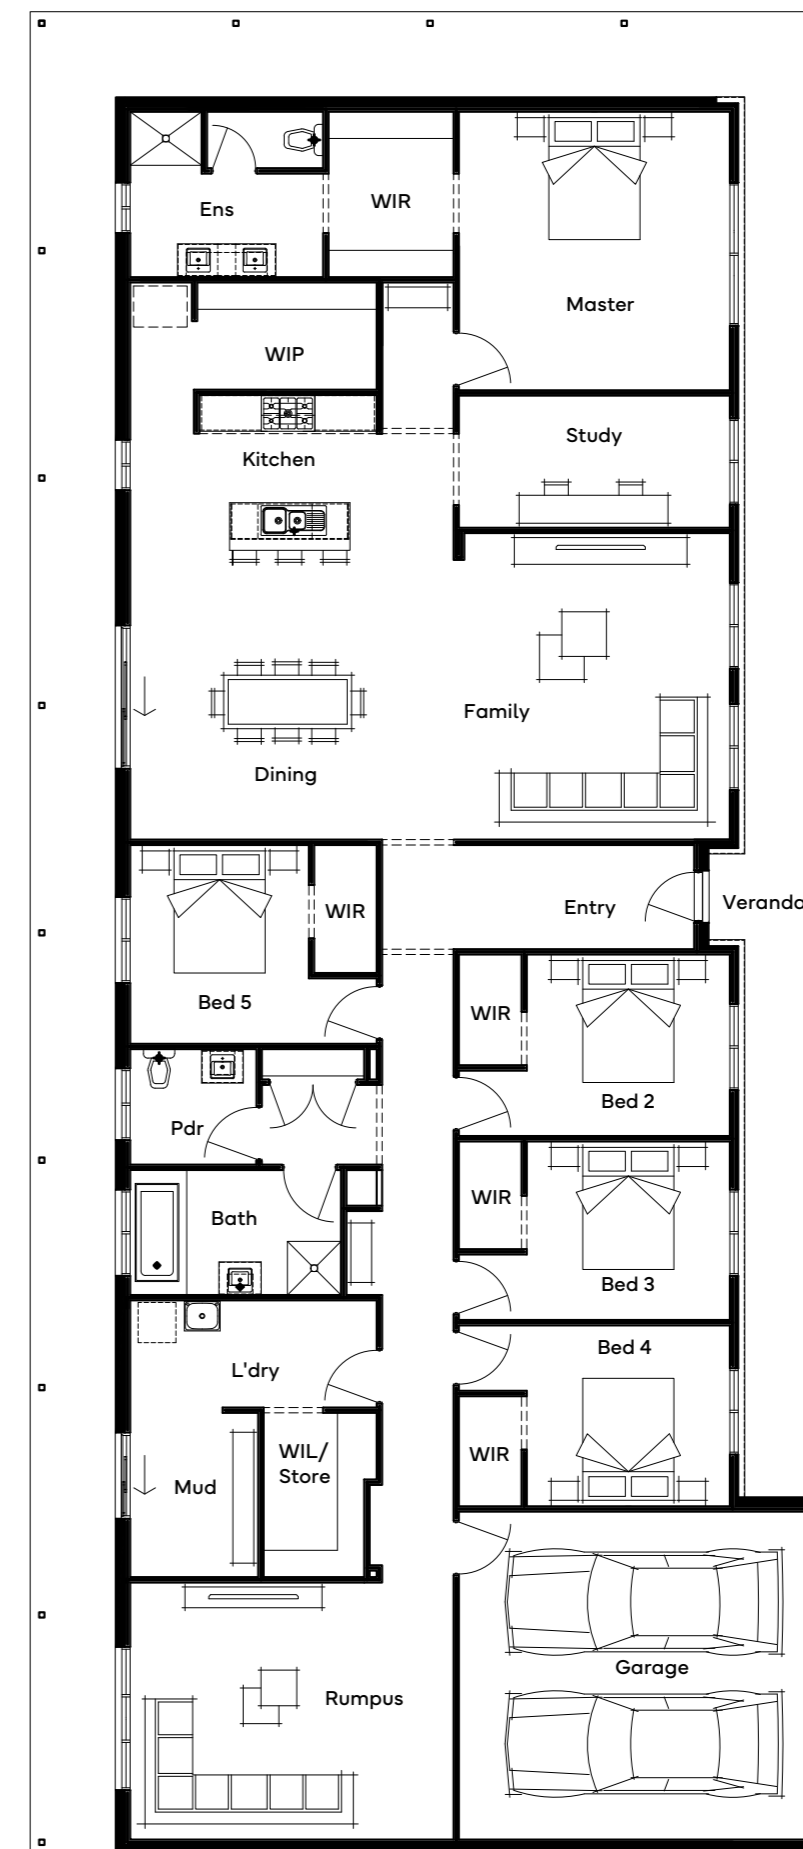 Ens
WIR
Master
WIP
Study
Kitchen
Family
Dining
WIR
Entry
Veranda
Bed 5
WIR
Bed 2
Pdr
WIR
Bath
Bed 3
Bed 4
L'dry
WIL/
Store
WIR
Mud
Garage
Rumpus